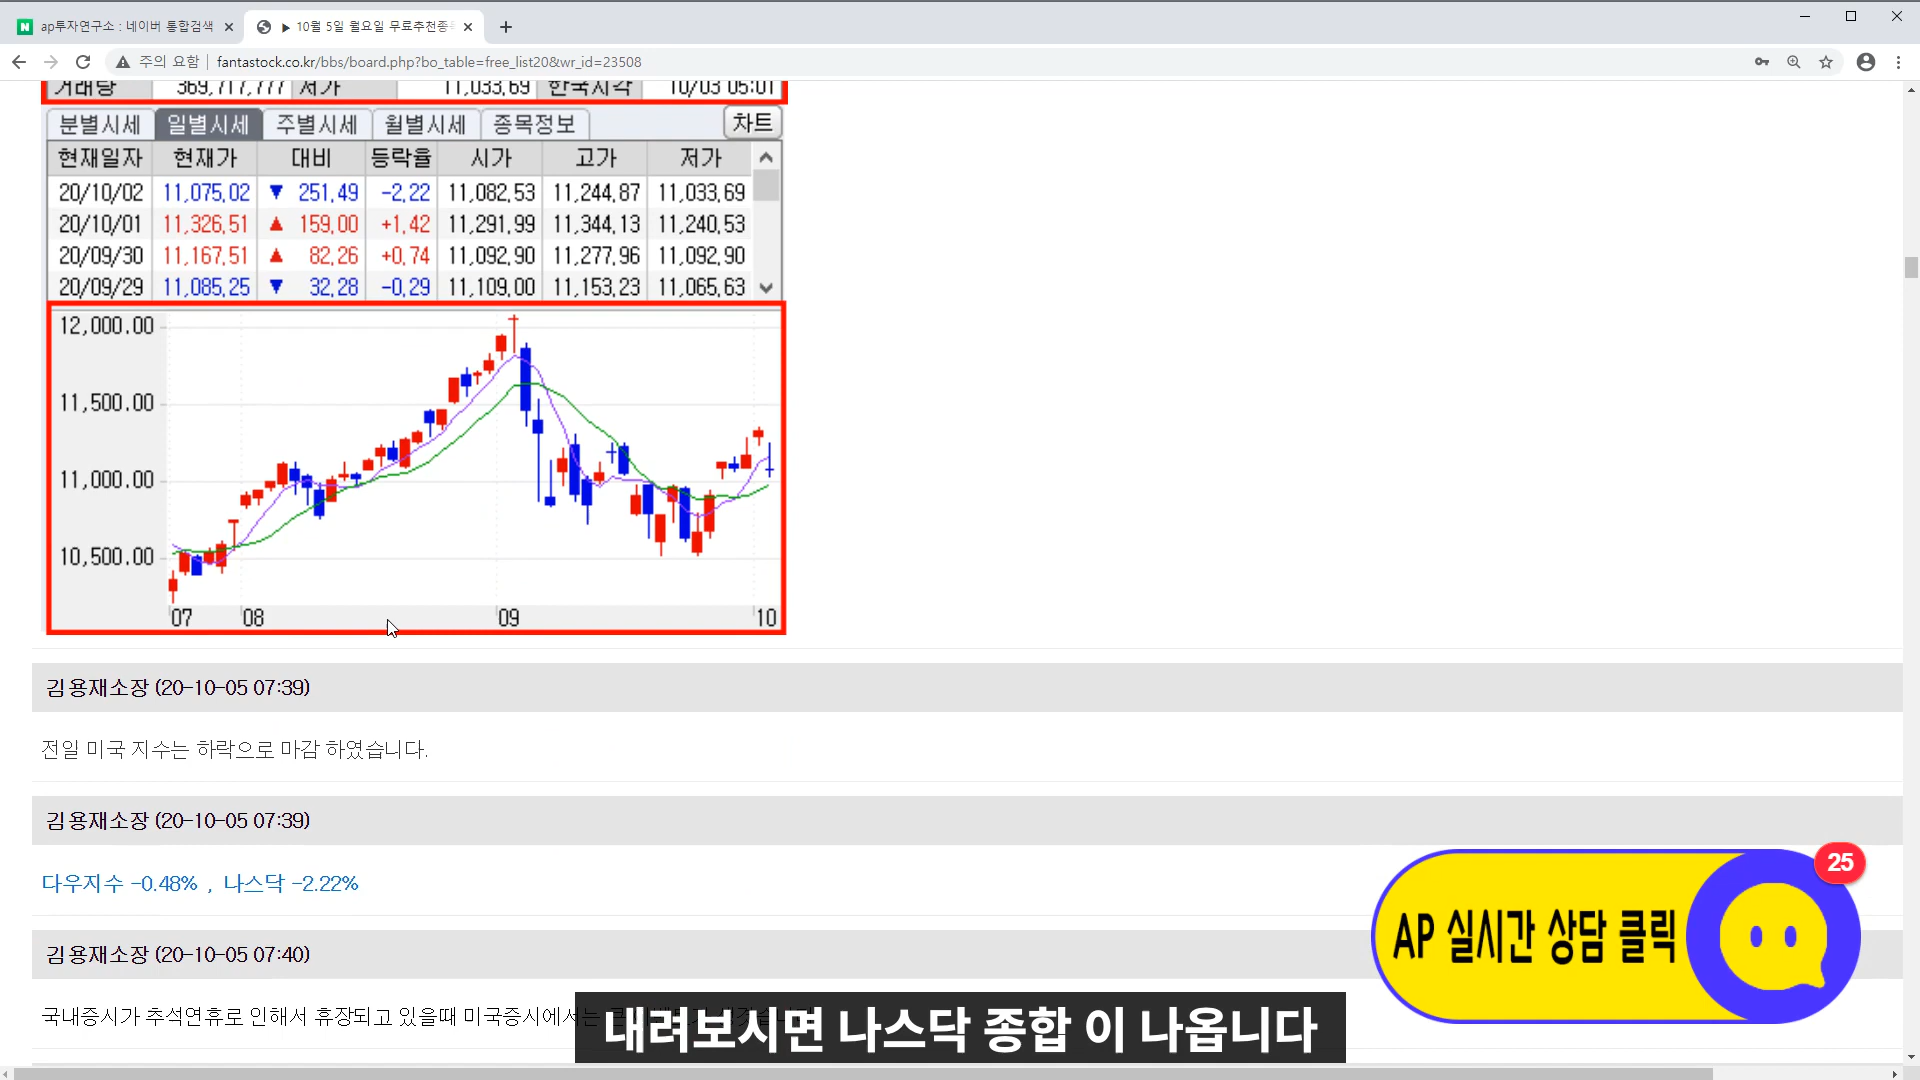 ap투자연구소 : 네이버 통합검색
▶ 10월 5일 월요일 무료추천종
주의 요함
fantastock.co.kr/bbs/board.php?bo_table=free_list20&wr_id=23508
거래량 369,717,777 저가 11,033,69 한국시각 10/03 05:01
분별시세 일별시세 주별시세 월별시세 종목정보 차트
현재일자 현재가 대비 등락율 시가 고가 저가
20/10/02 11,075,02 ▼ 251,49 -2,22 11,082,53 11,244,87 11,033,69
20/10/01 11,326,51 ▲ 159,00 +1,42 11,291,99 11,344,13 11,240,53
20/09/30 11,167,51 ▲ 82,26 +0,74 11,092,90 11,277,96 11,092,90
20/09/29 11,085,25 ▼ 32,28 -0,29 11,109,00 11,153,23 11,065,63
12,000.00
11,500.00
11,000.00
10,500.00
07 08 09 10
김용재소장 (20-10-05 07:39)
전일 미국 지수는 하락으로 마감 하였습니다.
김용재소장 (20-10-05 07:39)
다우지수 -0.48% , 나스닥 -2.22%
25
AP 실시간 상담 클릭
김용재소장 (20-10-05 07:40)
국내증시가 추석연휴로 인해서 휴장되고 있을때 미국증시에서는
내려보시면 나스닥 종합 이 나옵니다